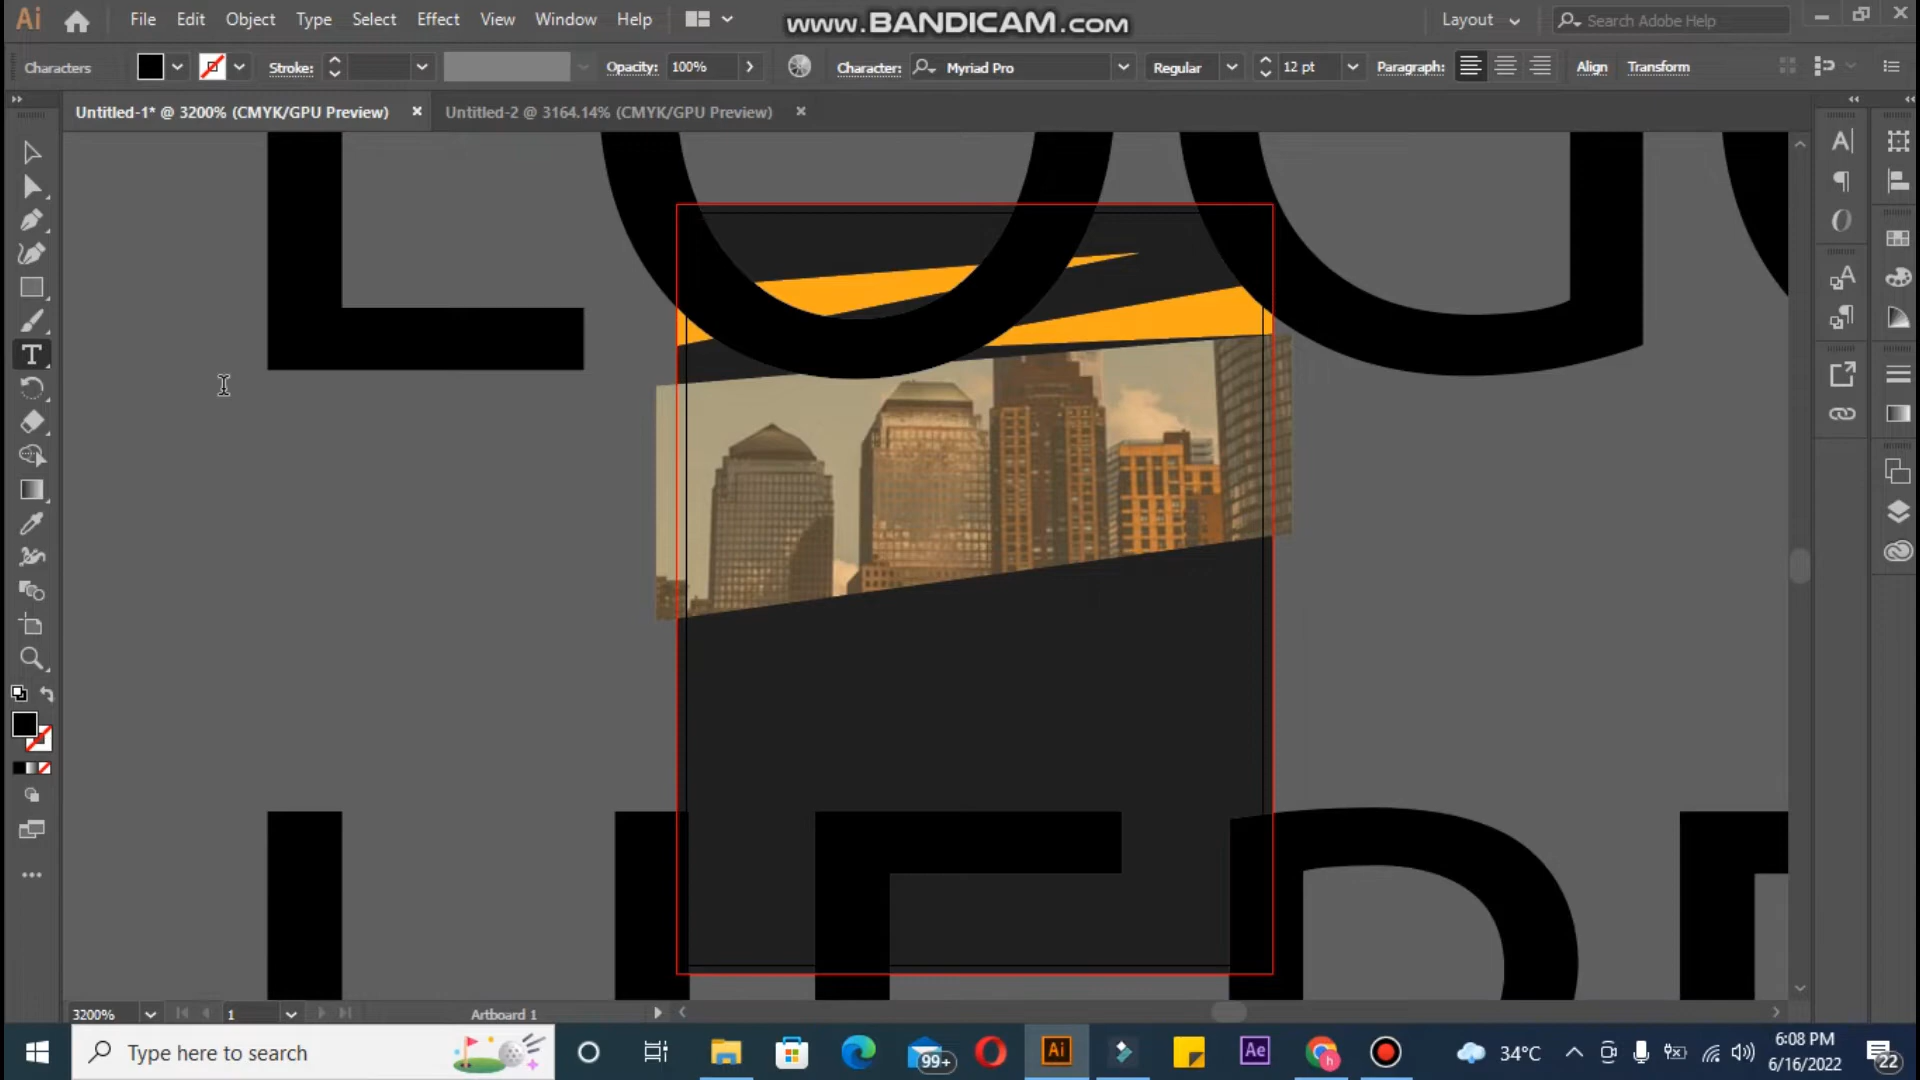 Ai File Edit Object Type Select Effect View Window Help
www.BANDICAM.com
Layout
Search Adobe Help
Characters
Stroke:
Opacity: 100%
Character: Myriad Pro
Regular
12 pt
Paragraph:
Align
Transform
Untitled-1* @ 3200% (CMYK/GPU Preview)
Untitled-2 @ 3164.14% (CMYK/GPU Preview)
3200%
1
Artboard 1
Type here to search
99+
Ai
Ae
h
34°C
6:08 PM
6/16/2022
22